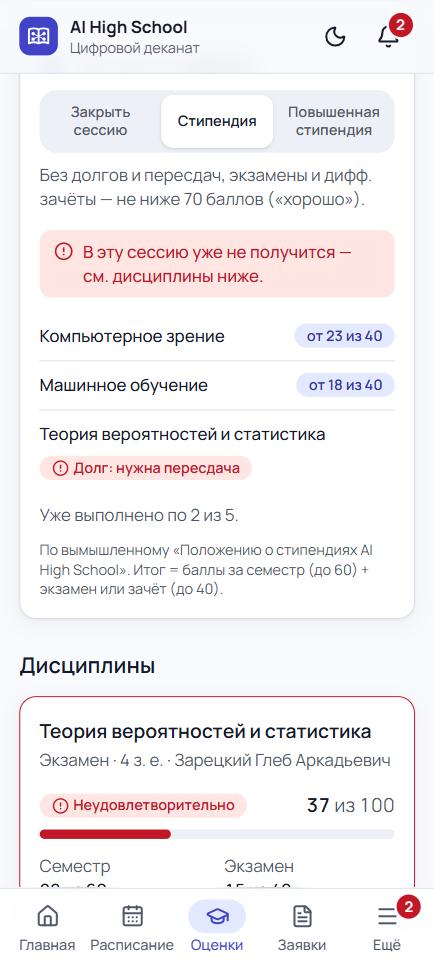 AI High School
Цифровой деканат
2
Закрыть
сессию
Стипендия
Повышенная
стипендия
Без долгов и пересдач, экзамены и дифф.
зачёты — не ниже 70 баллов («хорошо»).
В эту сессию уже не получится —
см. дисциплины ниже.
Компьютерное зрение
от 23 из 40
Машинное обучение
от 18 из 40
Теория вероятностей и статистика
Долг: нужна пересдача
Уже выполнено по 2 из 5.
По вымышленному «Положению о стипендиях AI
High School». Итог = баллы за семестр (до 60) +
экзамен или зачёт (до 40).
Дисциплины
Теория вероятностей и статистика
Экзамен · 4 з. е. · Зарецкий Глеб Аркадьевич
Неудовлетворительно
37 из 100
Семестр
Экзамен
Главная
Расписание
Оценки
Заявки
2
Ещё